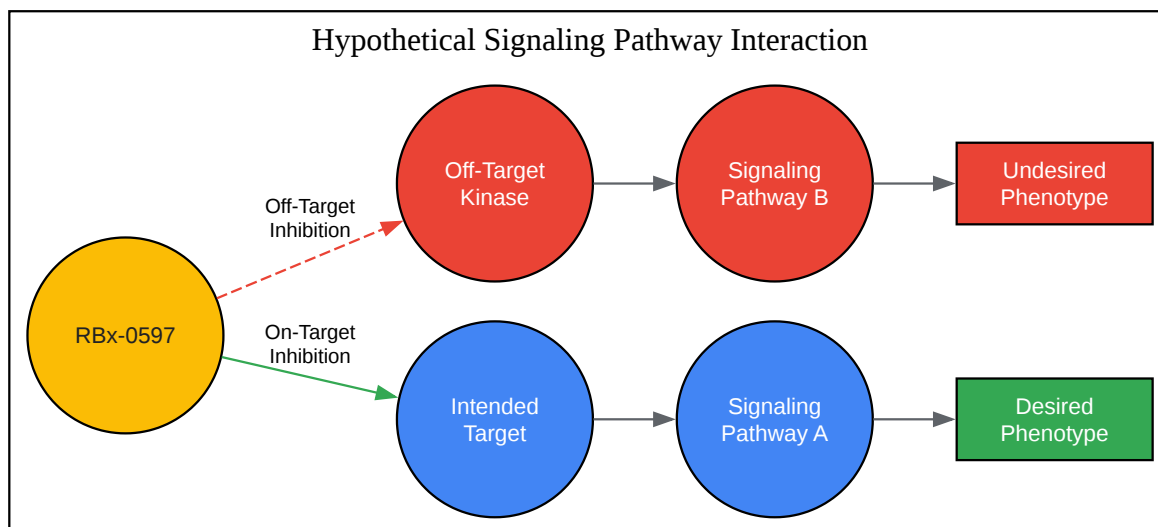 Hypothetical Signaling Pathway Interaction
Off-Target
Kinase
Signaling
Pathway B
Undesired
Phenotype
Off-Target
Inhibition
RBx-0597
On-Target
Inhibition
Intended
Target
Signaling
Pathway A
Desired
Phenotype